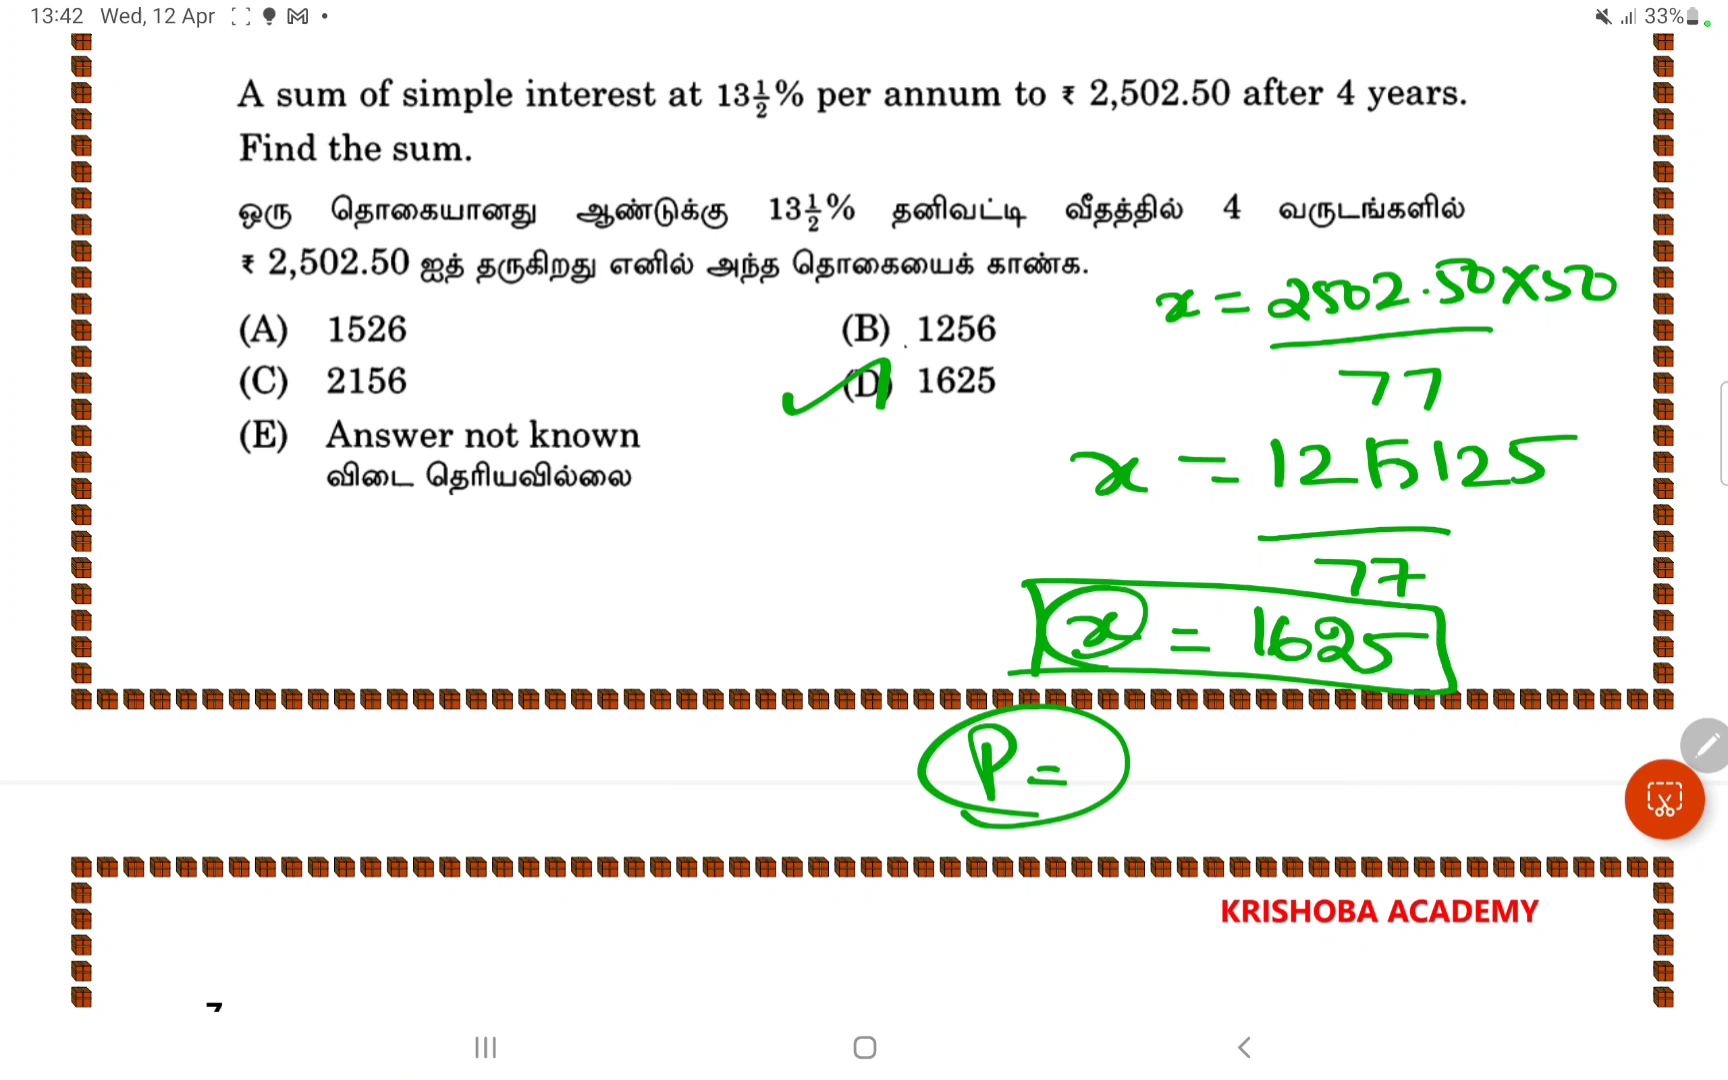 13:42 Wed, 12 Apr
33%
A sum of simple interest at 13½% per annum to ₹ 2,502.50 after 4 years.
Find the sum.
ஒரு தொகையானது ஆண்டுக்கு 13½% தனிவட்டி வீதத்தில் 4 வருடங்களில்
₹ 2,502.50 ஐத் தருகிறது எனில் அந்த தொகையைக் காண்க.
x = 2502.50 X 50
77
(A) 1526 (B) 1256
(C) 2156 (D) 1625
(E) Answer not known
விடை தெரியவில்லை
x = 125125
77
x = 1625
P =
KRISHOBA ACADEMY